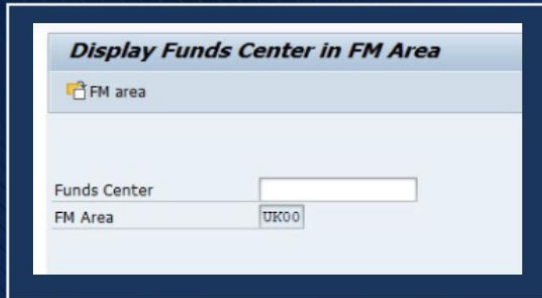 Display Funds Center in FM Area
FM area
Funds Center
FM Area UK00